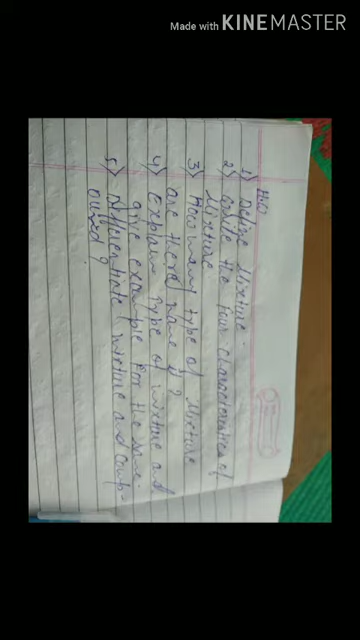 Made with KINEMASTER
H.W
1) Define Mixture.
2) Write the four characteristics of
Mixture
3) How many type of Mixture
are there? Name it?
4) Explain type of mixture and
give example for the same.
5) Differentiate mixture and comp-
ound?